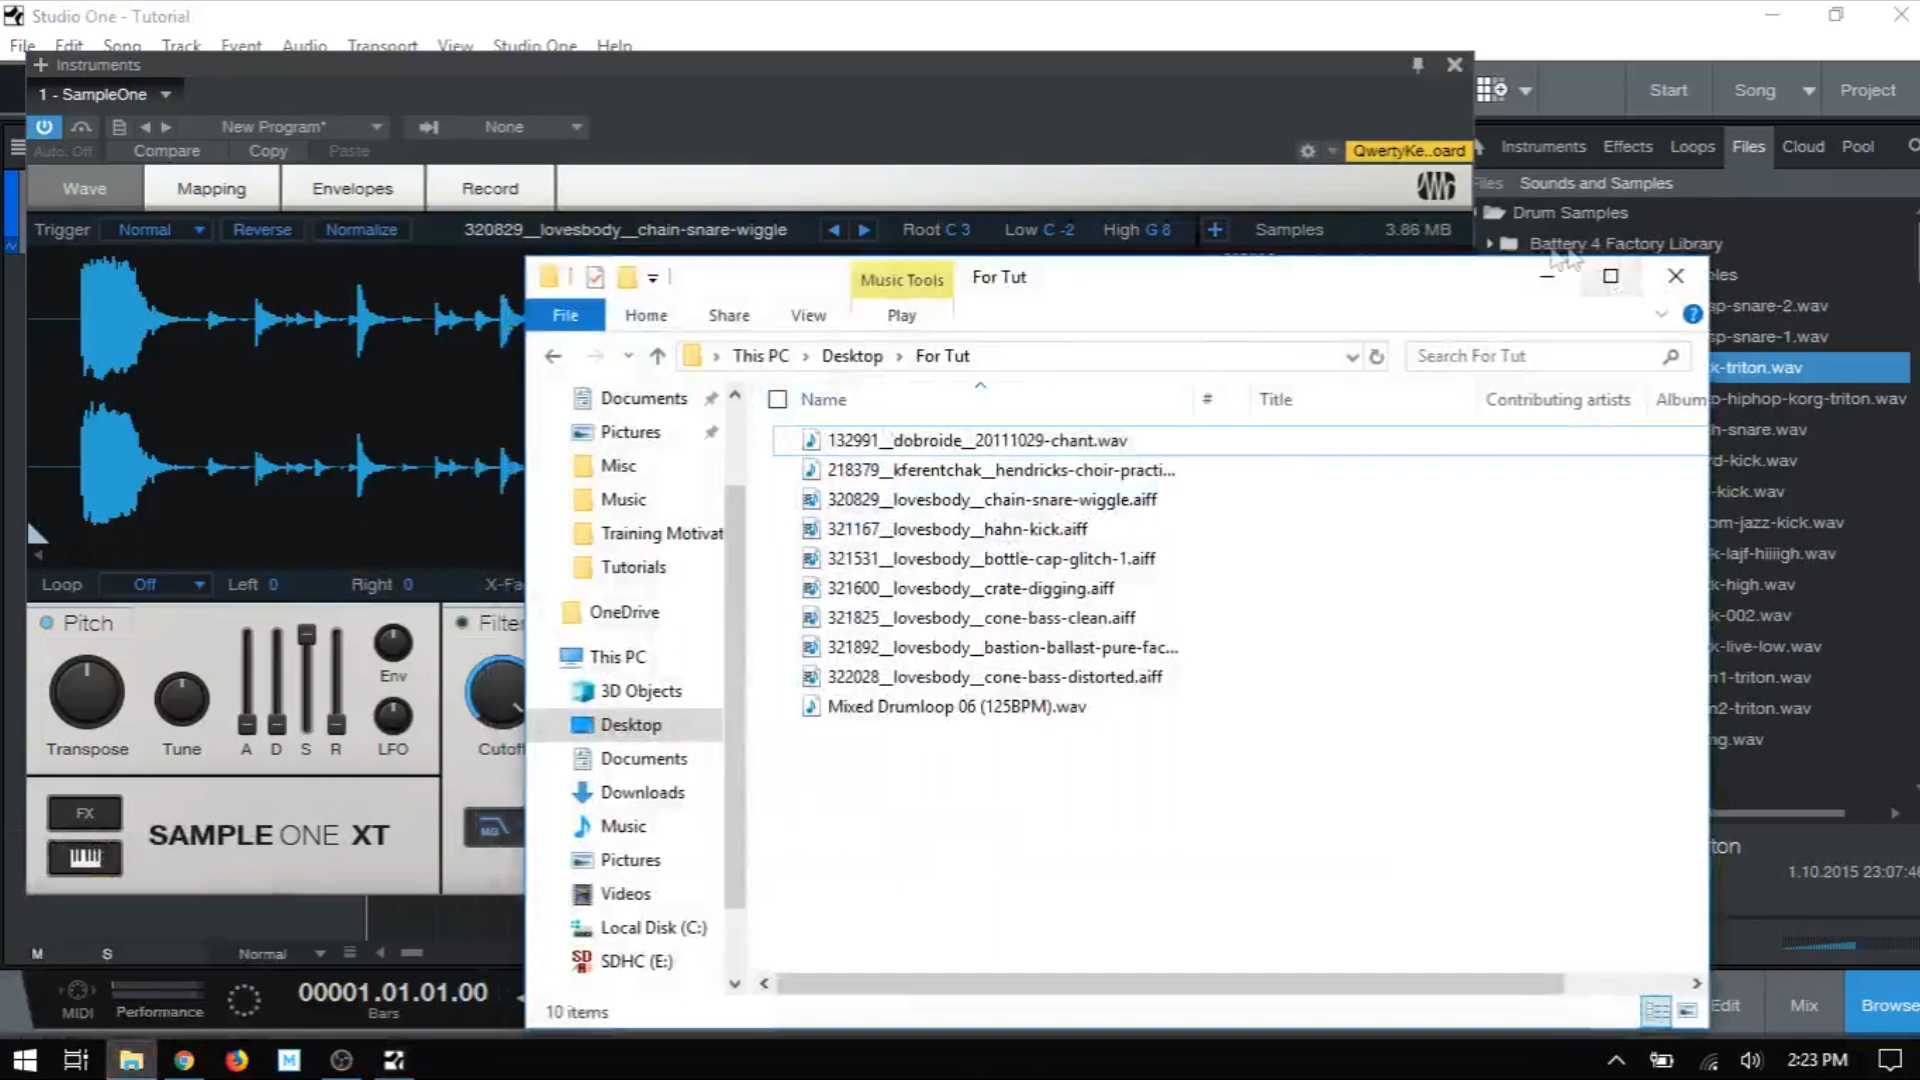 Studio One - Tutorial
File Edit Song Track Event Audio Transport View Studio One Help
Instruments
1 - SampleOne
Start Song Project
New Program* None
Auto: Off Compare Copy Paste
QwertyKe..oard
Instruments Effects Loops Files Cloud Pool
Wave Mapping Envelopes Record
Files Sounds and Samples
Drum Samples
Battery 4 Factory Library
Trigger Normal Reverse Normalize 320829__lovesbody__chain-snare-wiggle Root C 3 Low C -2 High G 8 Samples 3.86 MB
Music Tools For Tut
File Home Share View Play
This PC Desktop For Tut
Search For Tut
Name # Title Contributing artists Album
Documents
Pictures
Misc
Music
Training Motivat
Tutorials
OneDrive
This PC
3D Objects
Desktop
Documents
Downloads
Music
Pictures
Videos
Local Disk (C:)
SDHC (E:)
132991__dobroide__20111029-chant.wav
218379__kferentchak__hendricks-choir-practi...
320829__lovesbody__chain-snare-wiggle.aiff
321167__lovesbody__hahn-kick.aiff
321531__lovesbody__bottle-cap-glitch-1.aiff
321600__lovesbody__crate-digging.aiff
321825__lovesbody__cone-bass-clean.aiff
321892__lovesbody__bastion-ballast-pure-fac...
322028__lovesbody__cone-bass-distorted.aiff
Mixed Drumloop 06 (125BPM).wav
10 items
ples
sp-snare-2.wav
sp-snare-1.wav
k-triton.wav
o-hiphop-korg-triton.wav
h-snare.wav
rd-kick.wav
-kick.wav
om-jazz-kick.wav
k-lajf-hiiiigh.wav
k-high.wav
k-002.wav
k-live-low.wav
n1-triton.wav
n2-triton.wav
ng.wav
ton
1.10.2015 23:07:46
Loop Off Left 0 Right 0 X-Fa
Pitch Filter
Env
Transpose Tune A D S R LFO Cutoff
FX
SAMPLE ONE XT
MG
M S Normal
MIDI Performance 00001.01.01.00
Bars
Edit Mix Browse
2:23 PM